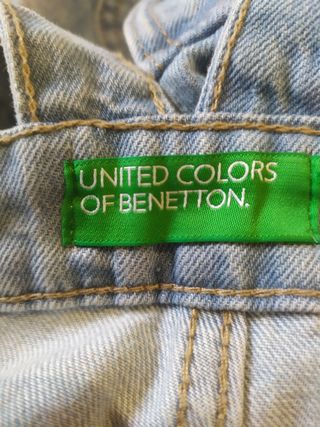 UNITED COLORS
OF BENETTON.